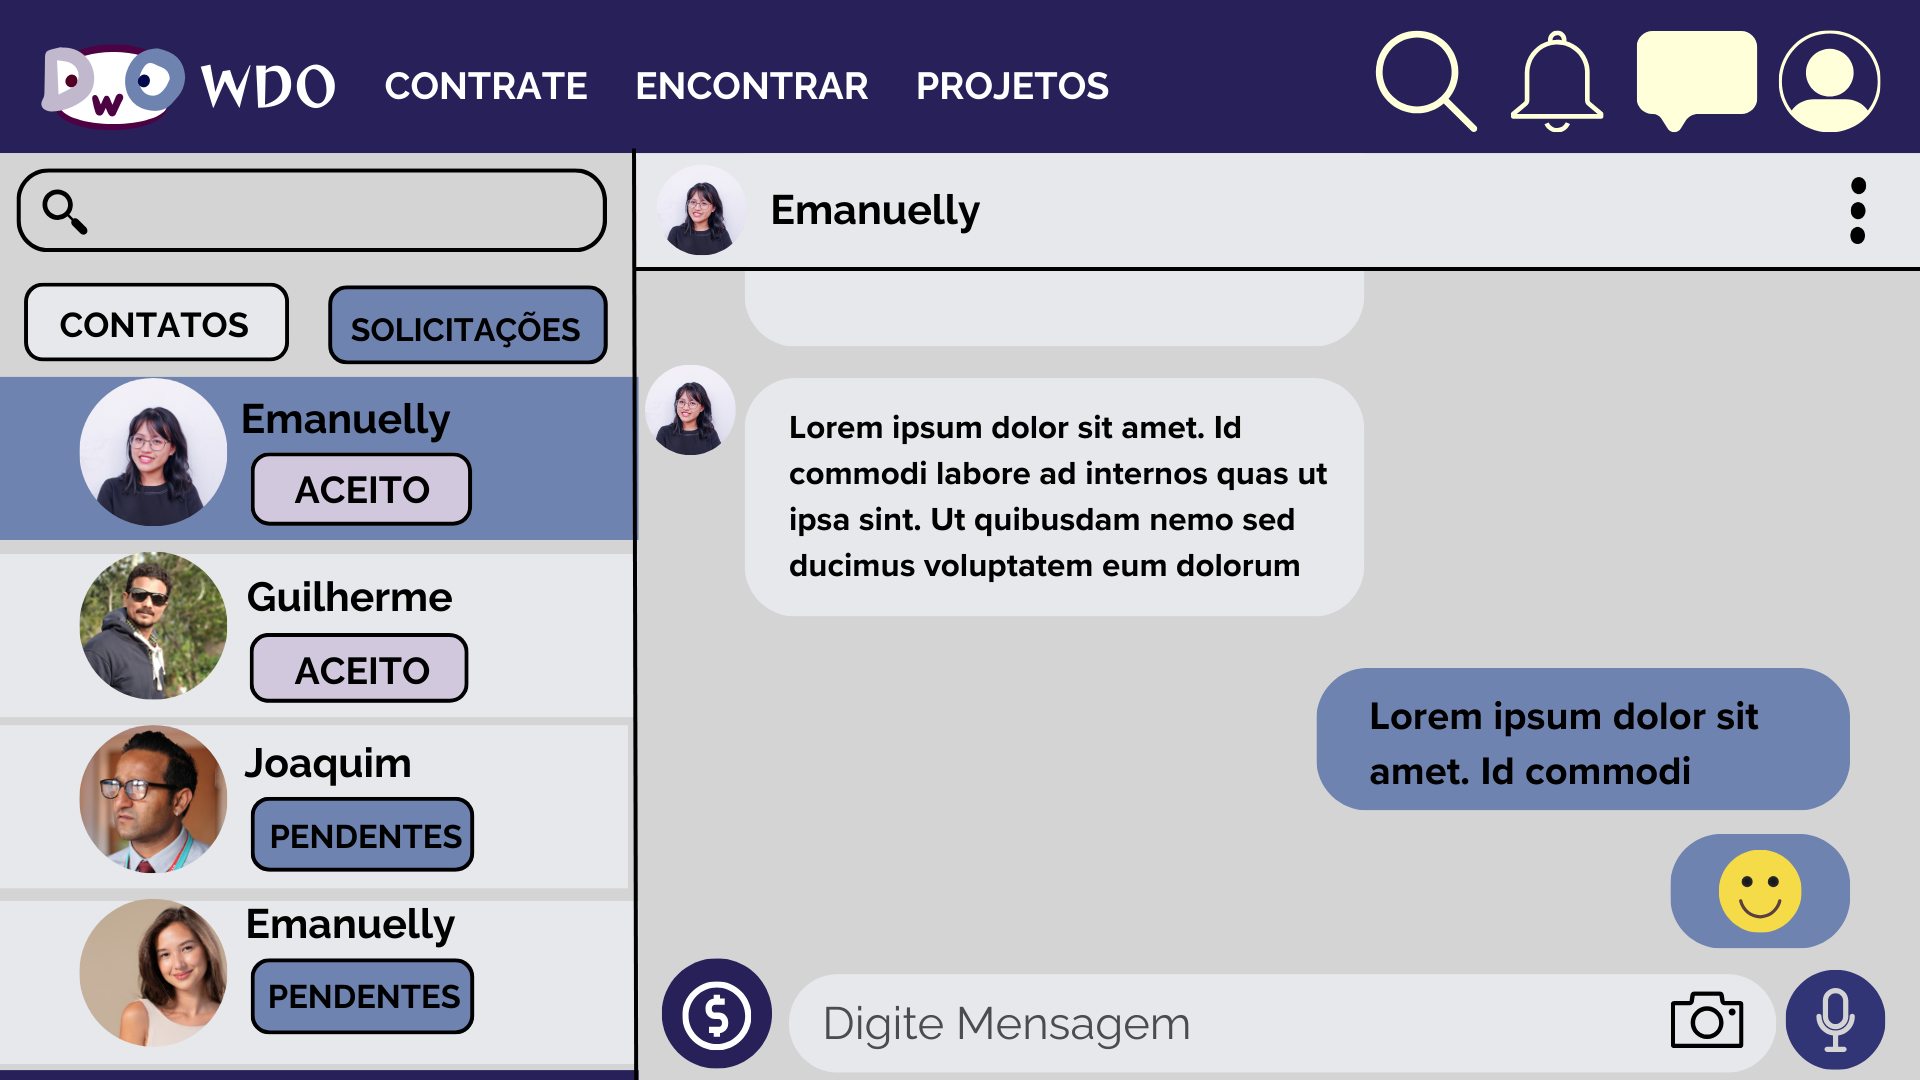 DwO WDO CONTRATE ENCONTRAR PROJETOS
CONTATOS SOLICITAÇÕES
Emanuelly
ACEITO
Guilherme
ACEITO
Joaquim
PENDENTES
Emanuelly
PENDENTES
Emanuelly
Lorem ipsum dolor sit amet. Id
commodi labore ad internos quas ut
ipsa sint. Ut quibusdam nemo sed
ducimus voluptatem eum dolorum
Lorem ipsum dolor sit
amet. Id commodi
$ Digite Mensagem